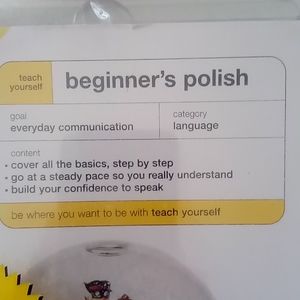 teach
yourself
beginner's polish
goal
everyday communication
category
language
content
• cover all the basics, step by step
• go at a steady pace so you really understand
• build your confidence to speak
be where you want to be with teach yourself